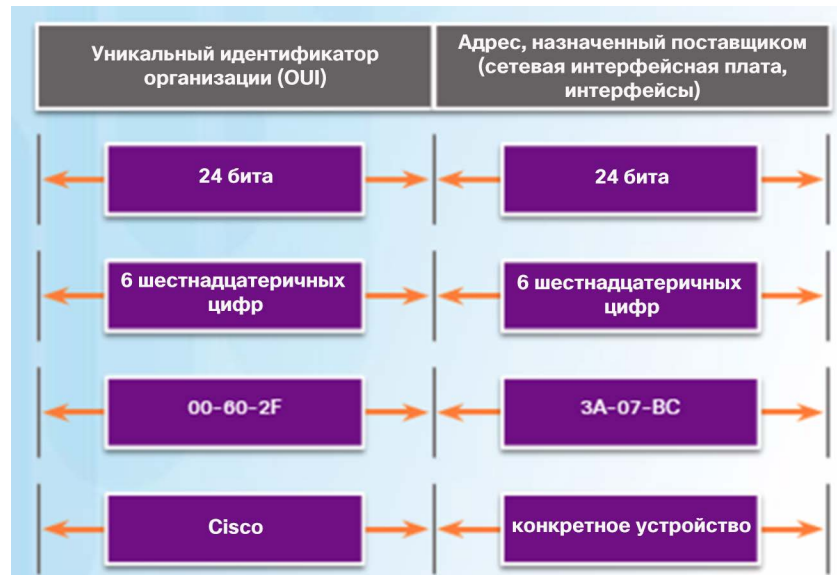 Уникальный идентификатор
организации (OUI)
Адрес, назначенный поставщиком
(сетевая интерфейсная плата,
интерфейсы)
24 бита
24 бита
6 шестнадцатеричных
цифр
6 шестнадцатеричных
цифр
00-60-2F
3A-07-BC
Cisco
конкретное устройство